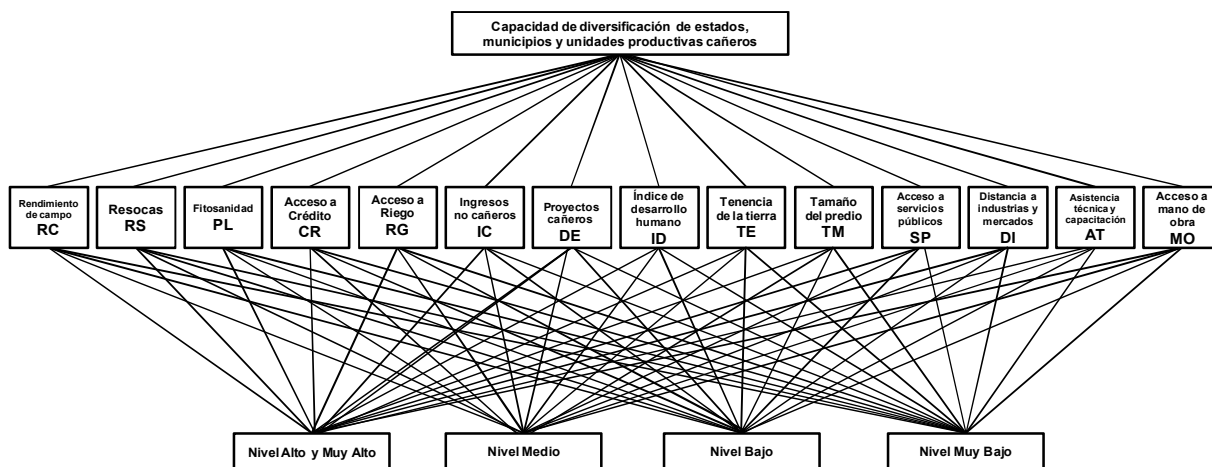 Capacidad de diversificación de estados,
municipios y unidades productivas cañeros
Rendimiento
de campo
RC
Resocas
RS
Fitosanidad
PL
Acceso a
Crédito
CR
Acceso a
Riego
RG
Ingresos
no cañeros
IC
Proyectos
cañeros
DE
Índice de
desarrollo
humano
ID
Tenencia
de la tierra
TE
Tamaño
del predio
TM
Acceso a
servicios
públicos
SP
Distancia a
industrias y
mercados
DI
Asistencia
técnica y
capacitación
AT
Acceso a
mano de
obra
MO
Nivel Alto y Muy Alto
Nivel Medio
Nivel Bajo
Nivel Muy Bajo